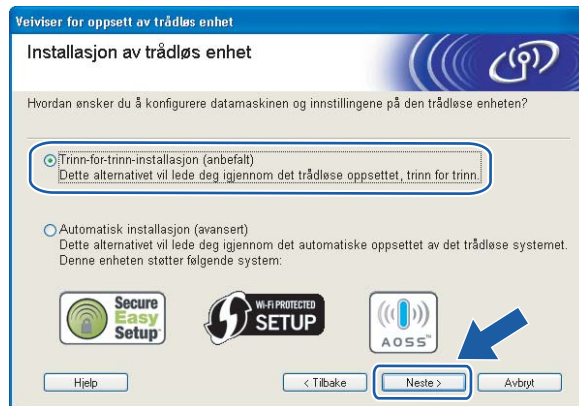 Veiviser for oppsett av trådløs enhet
Installasjon av trådløs enhet
Hvordan ønsker du å konfigurere datamaskinen og innstillingene på den trådløse enheten?
Trinn-for-trinn-installasjon (anbefalt)
Dette alternativet vil lede deg igjennom det trådløse oppsettet, trinn for trinn.
Automatisk installasjon (avansert)
Dette alternativet vil lede deg igjennom det automatiske oppsettet av det trådløse systemet.
Denne enheten støtter følgende system:
Secure
Easy
Setup
WI-FI PROTECTED
SETUP
AOSS™
Hjelp
< Tilbake
Neste >
Avbryt